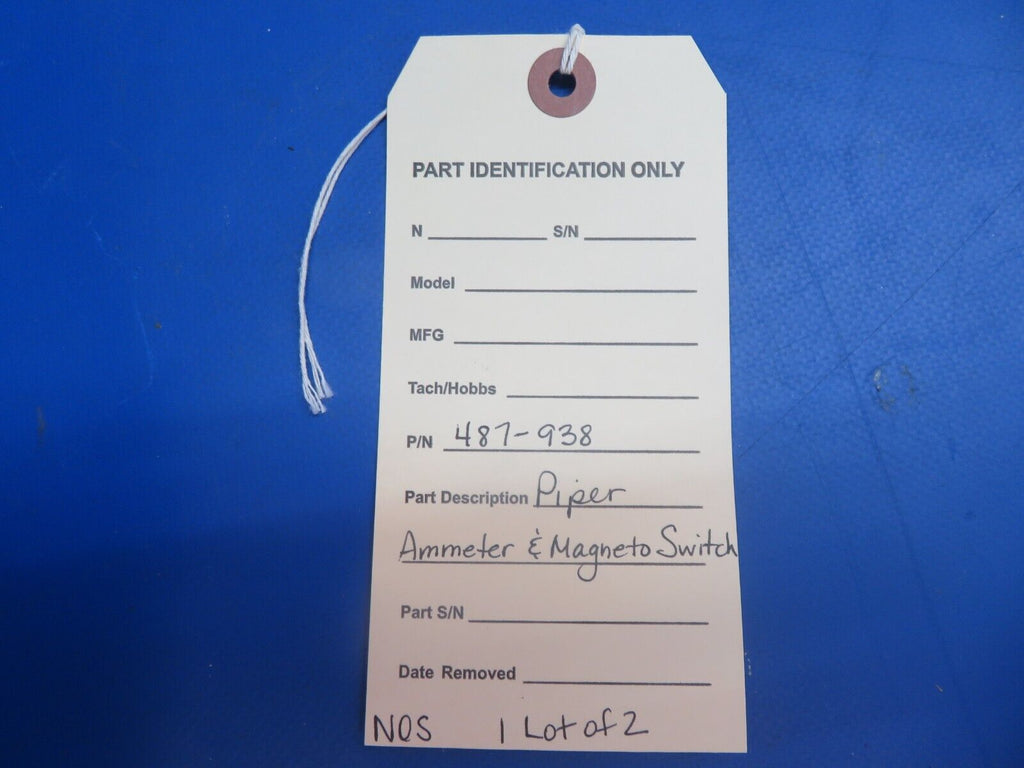 PART IDENTIFICATION ONLY
N S/N
Model
MFG
Tach/Hobbs
P/N 487-938
Part Description Piper
Ammeter & Magneto Switch
Part S/N
Date Removed
NOS 1 Lot of 2